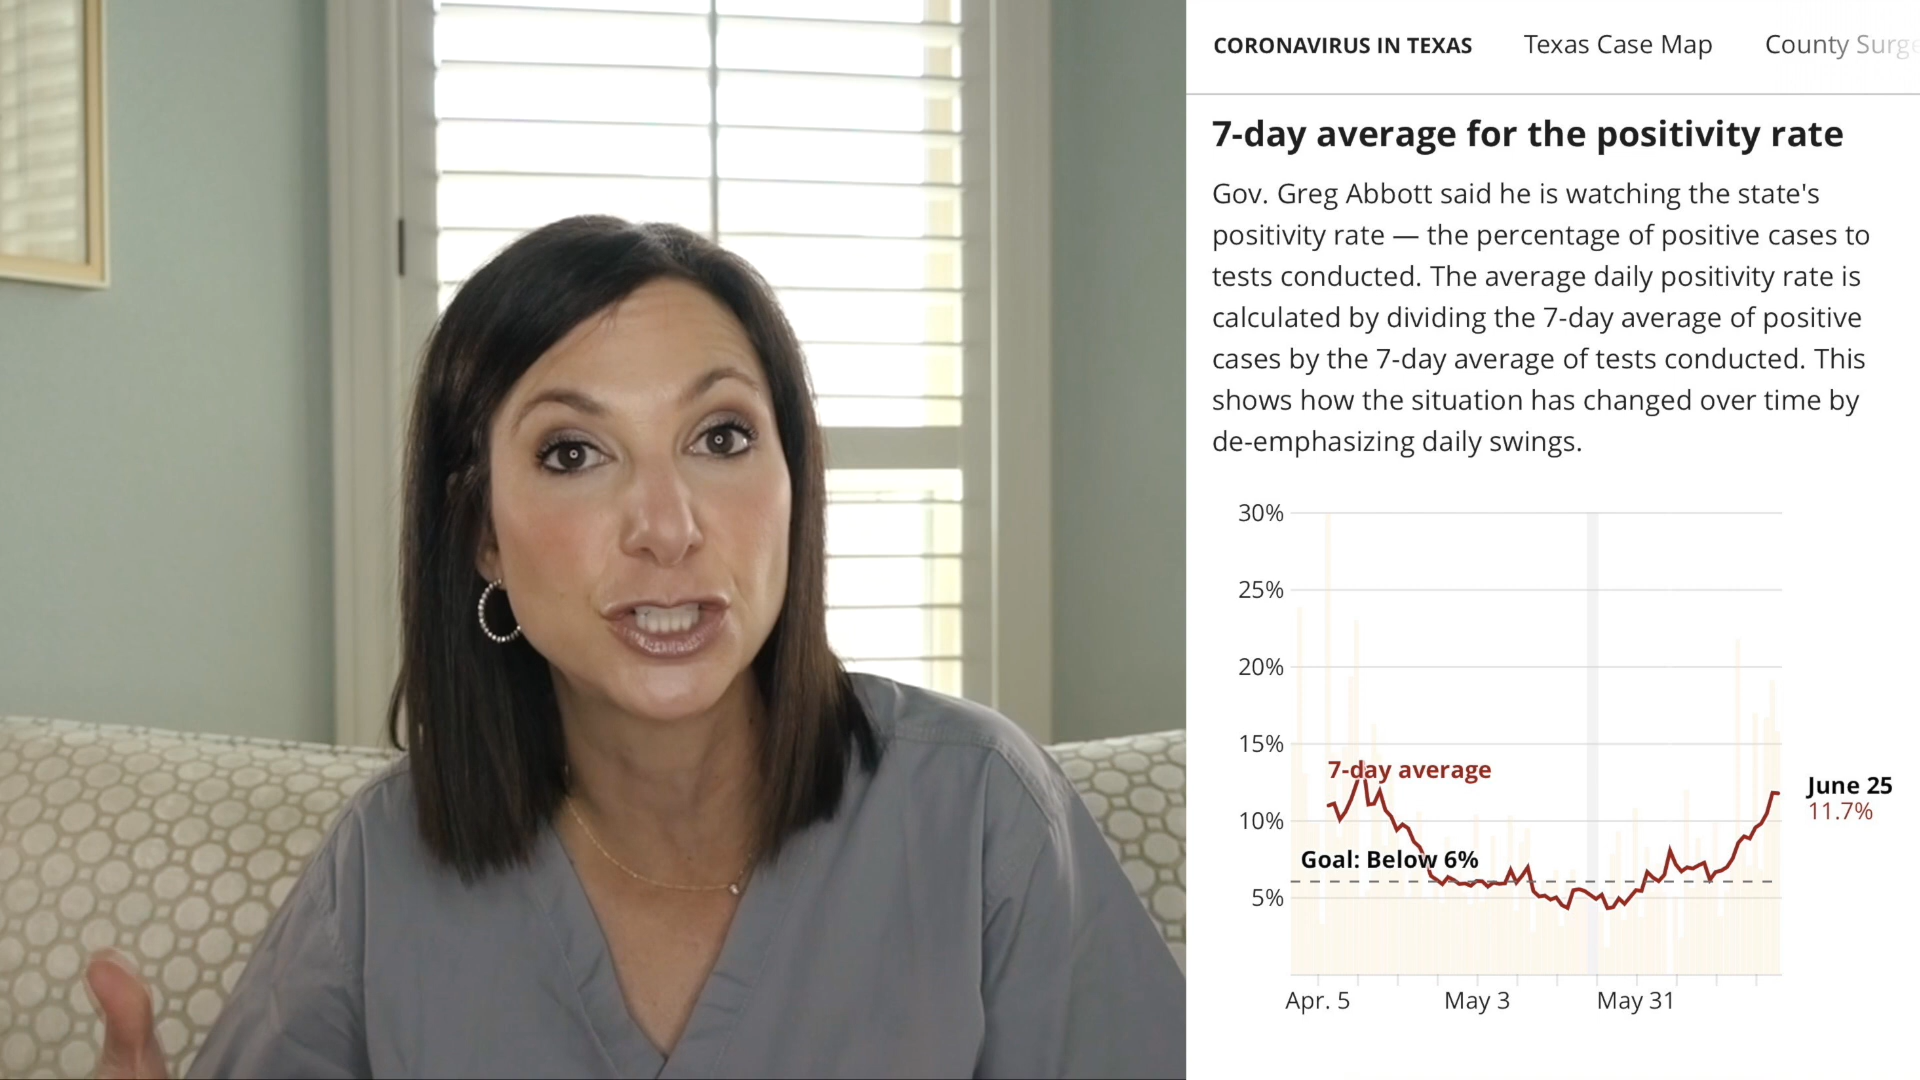 CORONAVIRUS IN TEXAS Texas Case Map County Surge
7-day average for the positivity rate
Gov. Greg Abbott said he is watching the state's
positivity rate — the percentage of positive cases to
tests conducted. The average daily positivity rate is
calculated by dividing the 7-day average of positive
cases by the 7-day average of tests conducted. This
shows how the situation has changed over time by
de-emphasizing daily swings.
30%
25%
20%
15%
7-day average
June 25
11.7%
10%
Goal: Below 6%
5%
Apr. 5 May 3 May 31